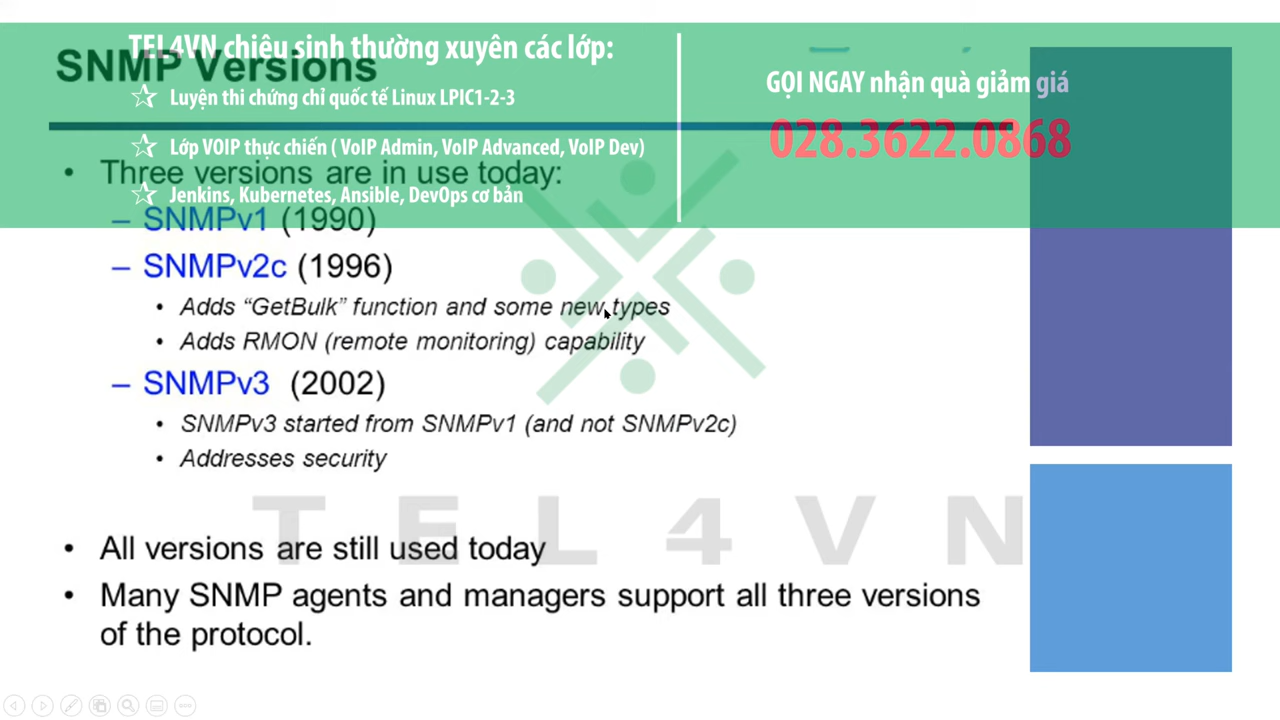 TEL4VN chiêu sinh thường xuyên các lớp:
SNMP Versions
☆ Luyện thi chứng chỉ quốc tế Linux LPIC1-2-3
☆ Lớp VOIP thực chiến ( VoIP Admin, VoIP Advanced, VoIP Dev)
☆ Jenkins, Kubernetes, Ansible, DevOps cơ bản
GỌI NGAY nhận quà giảm giá
028.3622.0868
• Three versions are in use today:
– SNMPv1 (1990)
– SNMPv2c (1996)
• Adds “GetBulk” function and some new types
• Adds RMON (remote monitoring) capability
– SNMPv3 (2002)
• SNMPv3 started from SNMPv1 (and not SNMPv2c)
• Addresses security
TEL4VN
• All versions are still used today
• Many SNMP agents and managers support all three versions
of the protocol.